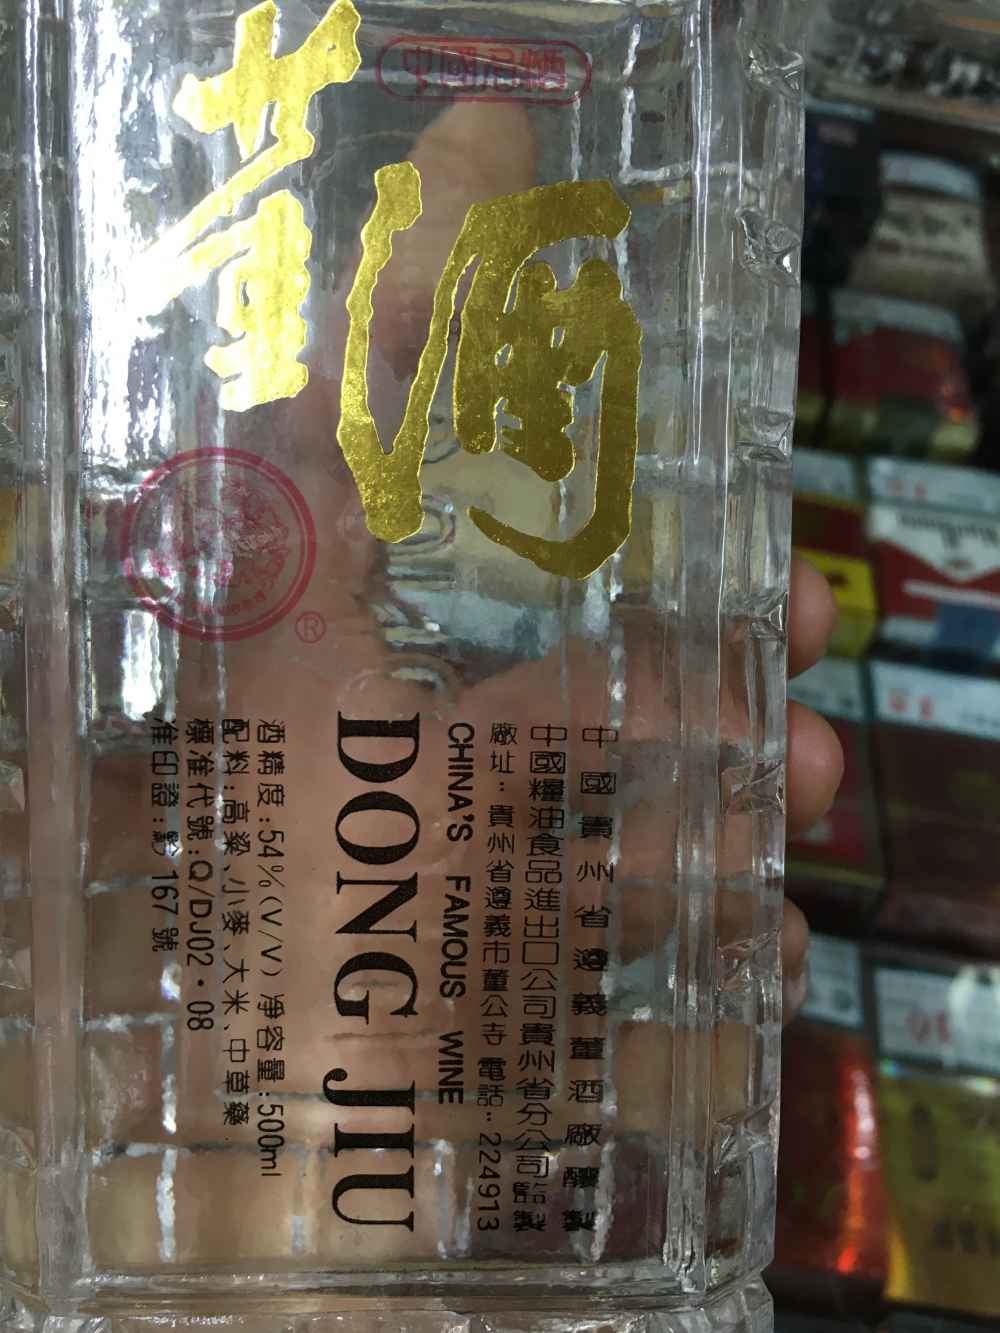 中國名酒
董酒
®
中國貴州省遵義董酒廠釀製
中國糧油食品進出口公司貴州省分公司監製
廠址：貴州省遵義市董公寺 電話：224913
CHINA'S FAMOUS WINE
DONG JIU
酒精度:54%(V/V) 净容量:500ml
配料:高粱、小麥、大米、中草藥
標准代號:Q/DJ02·08
准印證:黔 167 號